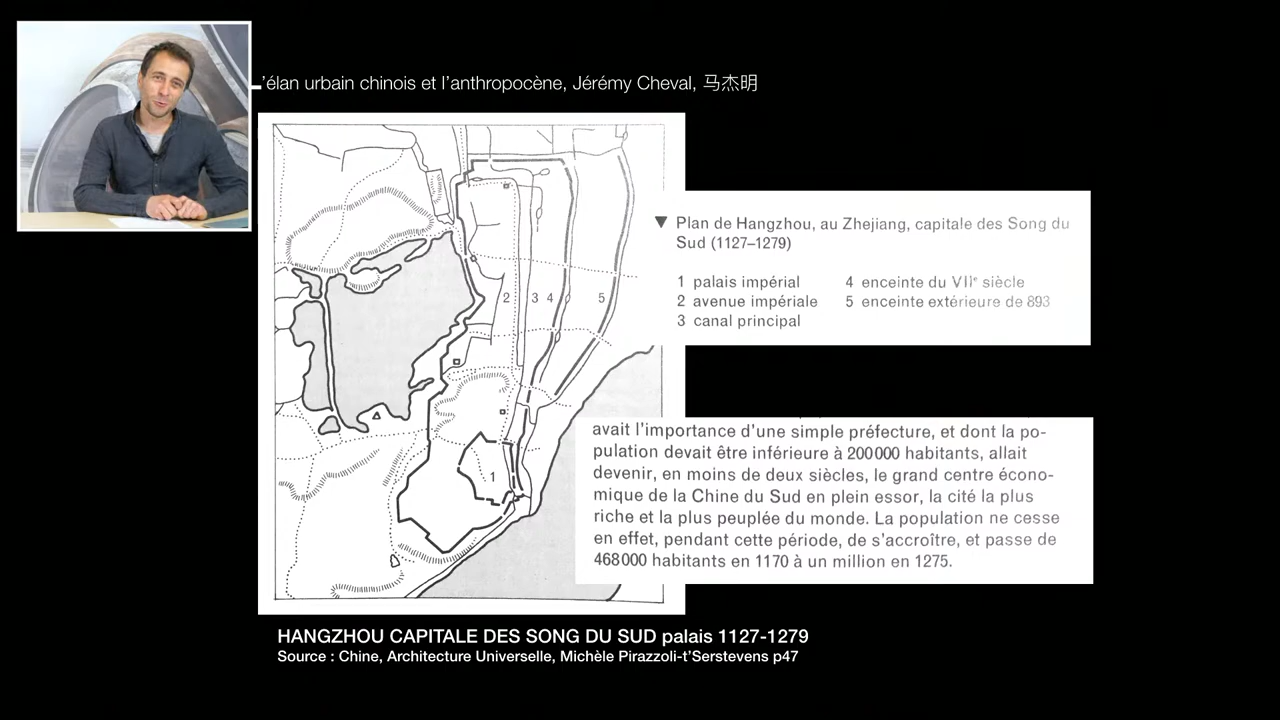 L'élan urbain chinois et l'anthropocène, Jérémy Cheval, 马杰明
▼ Plan de Hangzhou, au Zhejiang, capitale des Song du
Sud (1127–1279)
1 palais impérial
2 avenue impériale
3 canal principal
4 enceinte du VIIe siècle
5 enceinte extérieure de 893
2 3 4 5
1
avait l'importance d'une simple préfecture, et dont la po-
pulation devait être inférieure à 200000 habitants, allait
devenir, en moins de deux siècles, le grand centre écono-
mique de la Chine du Sud en plein essor, la cité la plus
riche et la plus peuplée du monde. La population ne cesse
en effet, pendant cette période, de s'accroître, et passe de
468000 habitants en 1170 à un million en 1275.
HANGZHOU CAPITALE DES SONG DU SUD palais 1127-1279
Source : Chine, Architecture Universelle, Michèle Pirazzoli-t'Serstevens p47